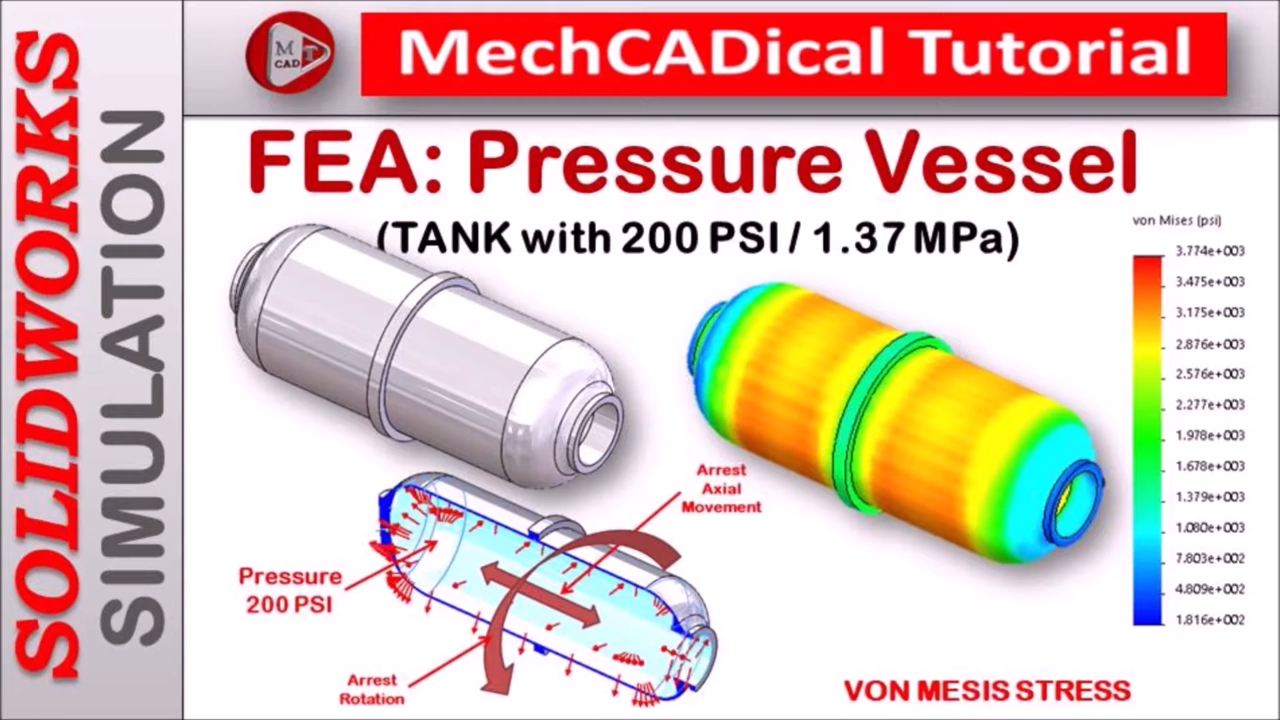 SOLIDWORKS
SIMULATION
M T
CAD
MechCADical Tutorial
FEA: Pressure Vessel
(TANK with 200 PSI / 1.37 MPa)
von Mises (psi)
3.774e+003
3.475e+003
3.175e+003
2.876e+003
2.576e+003
2.277e+003
1.978e+003
1.678e+003
1.379e+003
1.080e+003
7.803e+002
4.809e+002
1.816e+002
Arrest
Axial
Movement
Pressure
200 PSI
Arrest
Rotation
VON MESIS STRESS